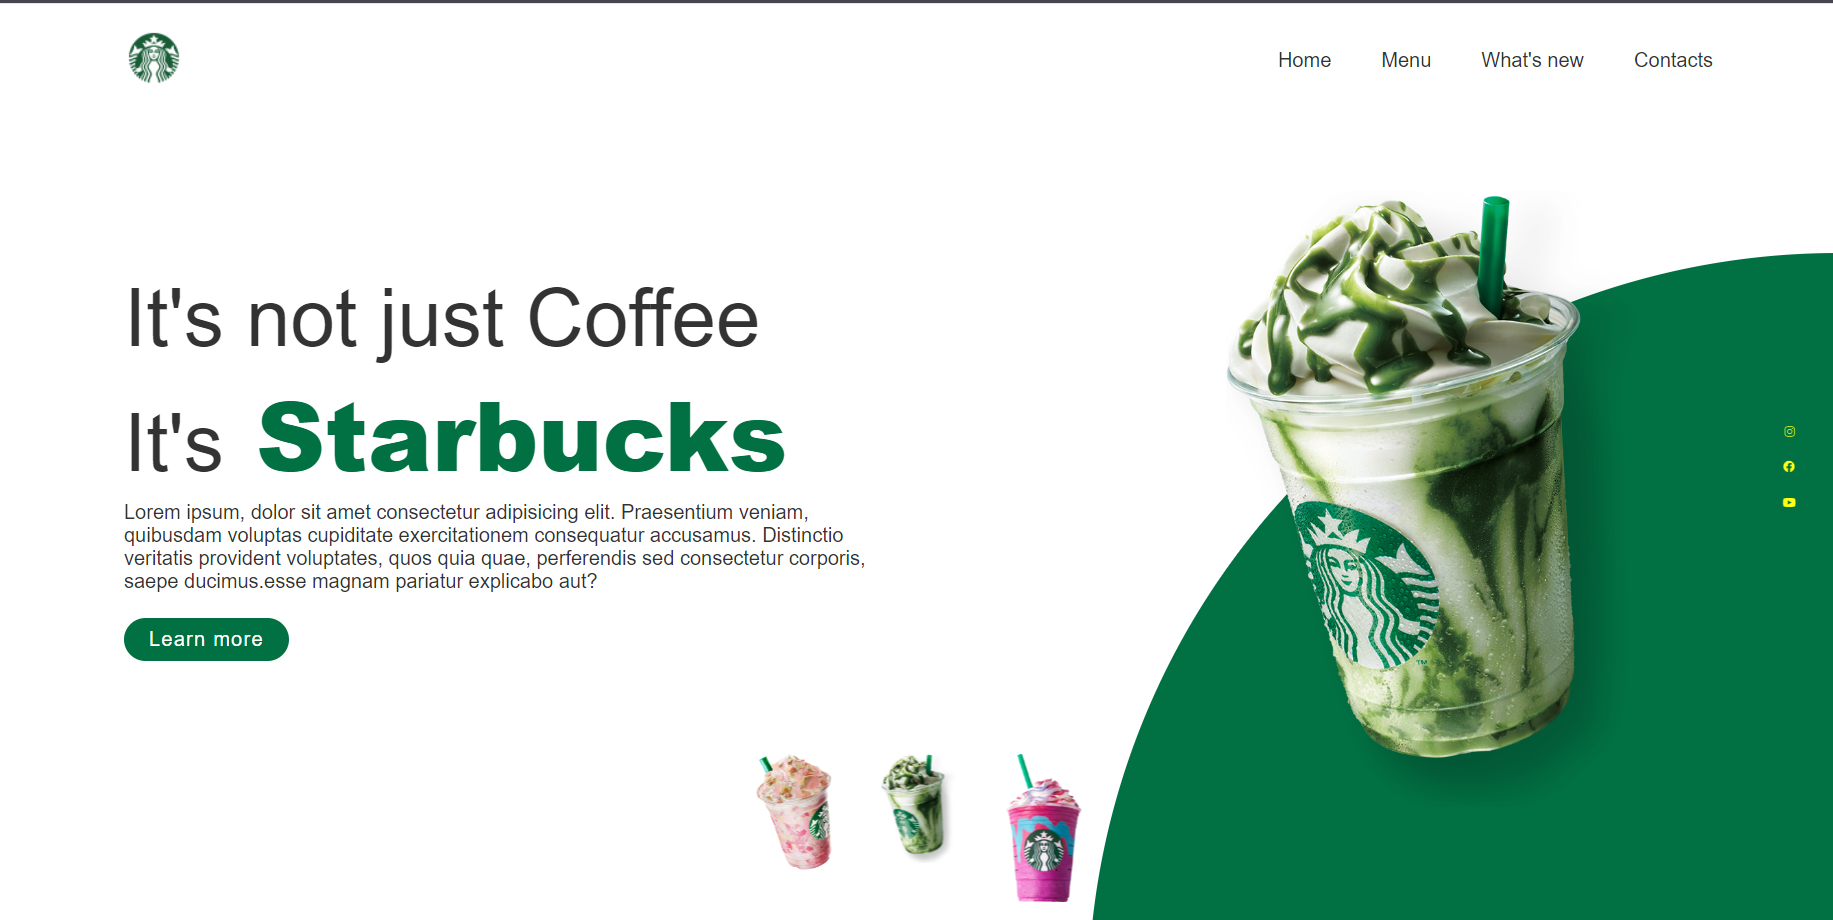 Home Menu What's new Contacts
It's not just Coffee
It's Starbucks
Lorem ipsum, dolor sit amet consectetur adipisicing elit. Praesentium veniam,
quibusdam voluptas cupiditate exercitationem consequatur accusamus. Distinctio
veritatis provident voluptates, quos quia quae, perferendis sed consectetur corporis,
saepe ducimus.esse magnam pariatur explicabo aut?
Learn more
TM